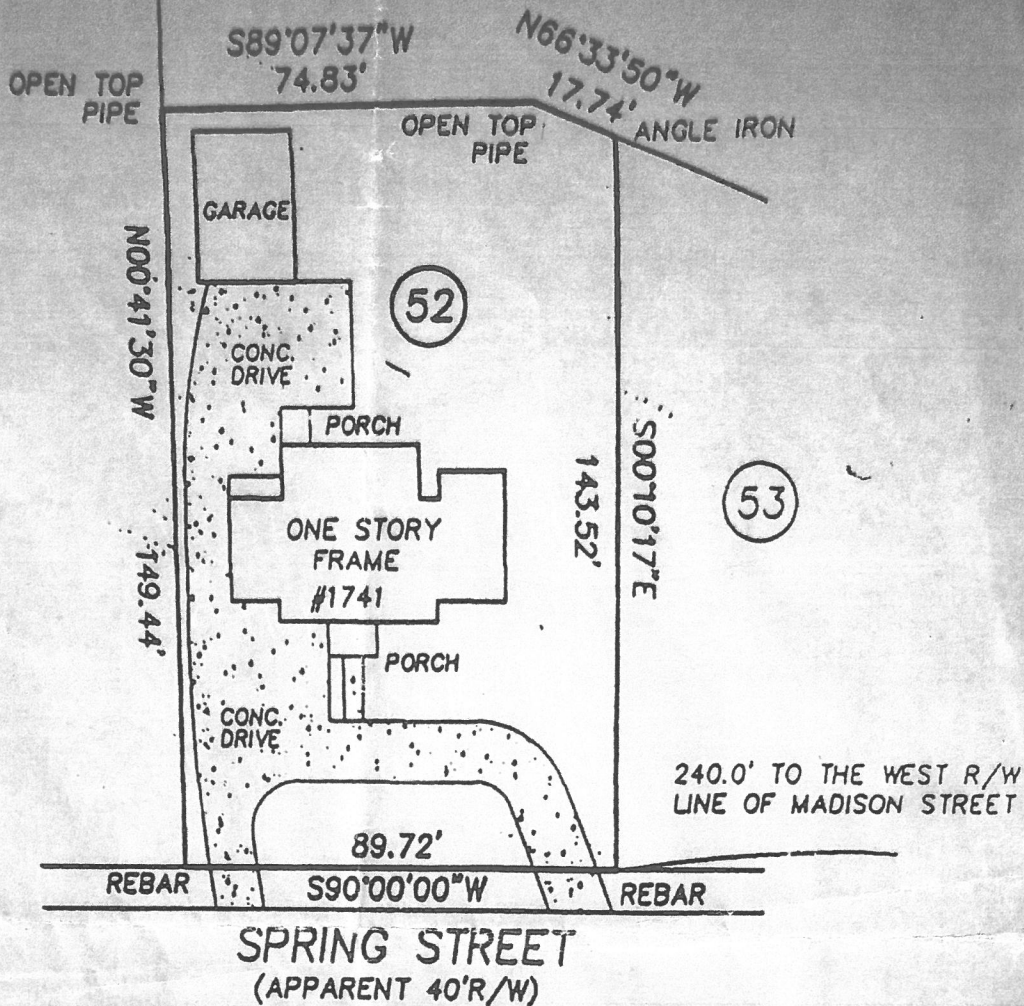 S89°07'37"W
74.83'
N66°33'50"W
17.74'
OPEN TOP
PIPE
OPEN TOP
PIPE
ANGLE IRON
GARAGE
N00°41'30"W
52
CONC.
DRIVE
PORCH
S00°10'17"E
143.52'
53
ONE STORY
FRAME
#1741
149.44'
PORCH
CONC.
DRIVE
240.0' TO THE WEST R/W
LINE OF MADISON STREET
89.72'
REBAR
S90°00'00"W
REBAR
SPRING STREET
(APPARENT 40'R/W)